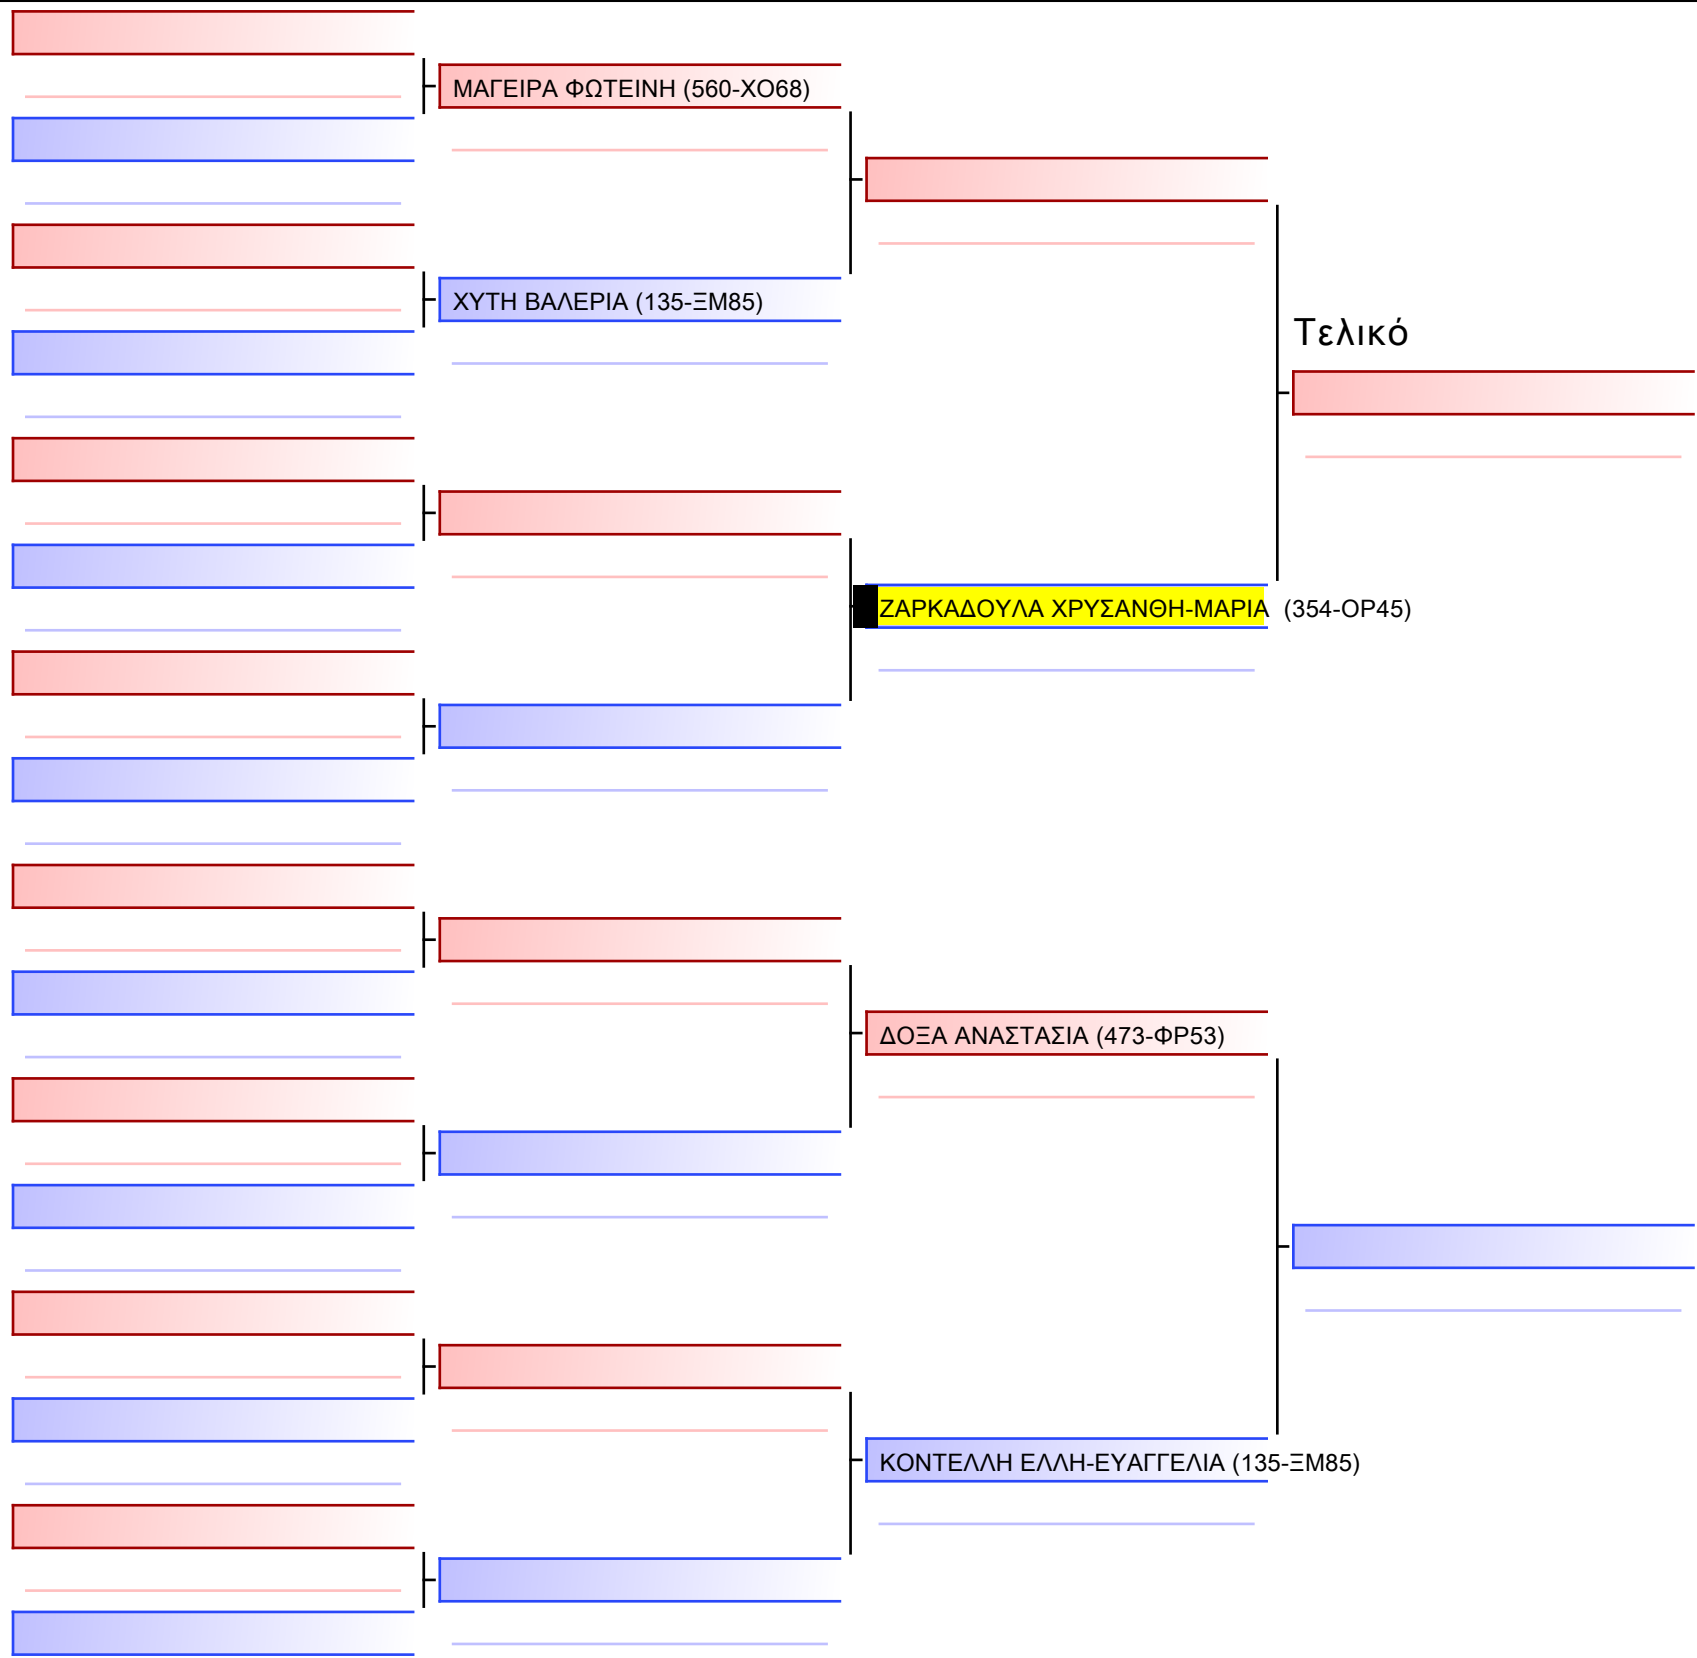 ΜΑΓΕΙΡΑ ΦΩΤΕΙΝΗ (560-ΧΟ68)
ΧΥΤΗ ΒΑΛΕΡΙΑ (135-ΞΜ85)
Τελικό
ΖΑΡΚΑΔΟΥΛΑ ΧΡΥΣΑΝΘΗ-ΜΑΡΙΑ (354-ΟΡ45)
ΔΟΞΑ ΑΝΑΣΤΑΣΙΑ (473-ΦΡ53)
ΚΟΝΤΕΛΛΗ ΕΛΛΗ-ΕΥΑΓΓΕΛΙΑ (135-ΞΜ85)